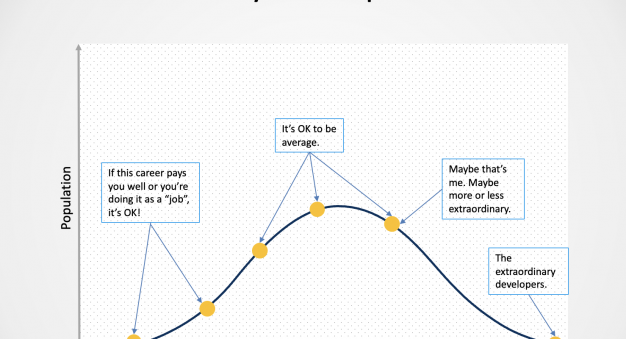 It's OK to be
average.
If this career pays
you well or you're
doing it as a "job",
it's OK!
Maybe that's
me. Maybe
more or less
extraordinary.
Population
The
extraordinary
developers.